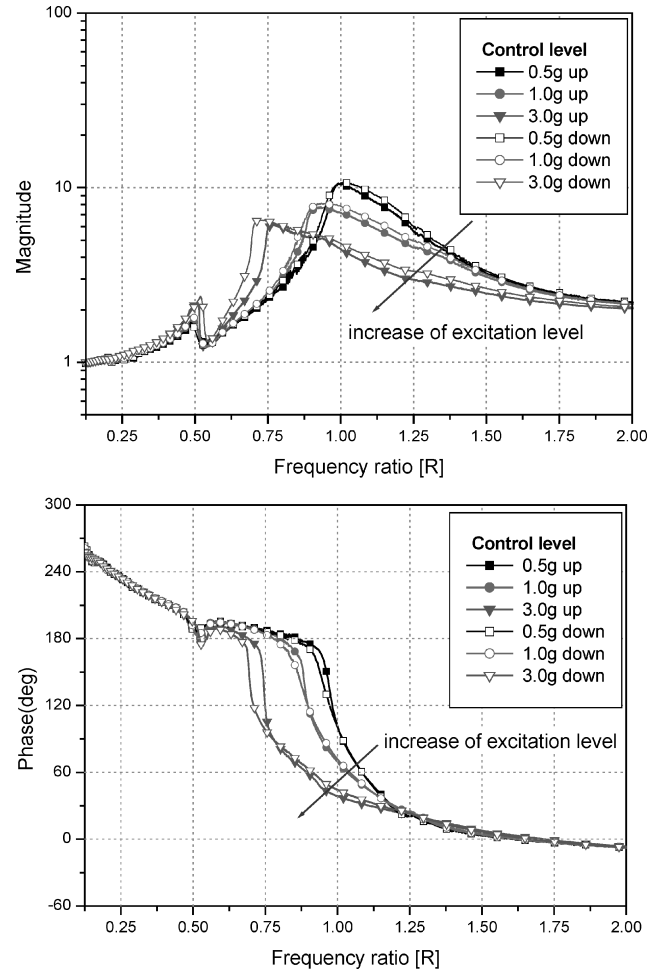 100
10
1
Magnitude
Control level
0.5g up
1.0g up
3.0g up
0.5g down
1.0g down
3.0g down
increase of excitation level
0.25 0.50 0.75 1.00 1.25 1.50 1.75 2.00
Frequency ratio [R]
300
240
180
120
60
0
-60
Phase(deg)
Control level
0.5g up
1.0g up
3.0g up
0.5g down
1.0g down
3.0g down
increase of excitation level
0.25 0.50 0.75 1.00 1.25 1.50 1.75 2.00
Frequency ratio [R]